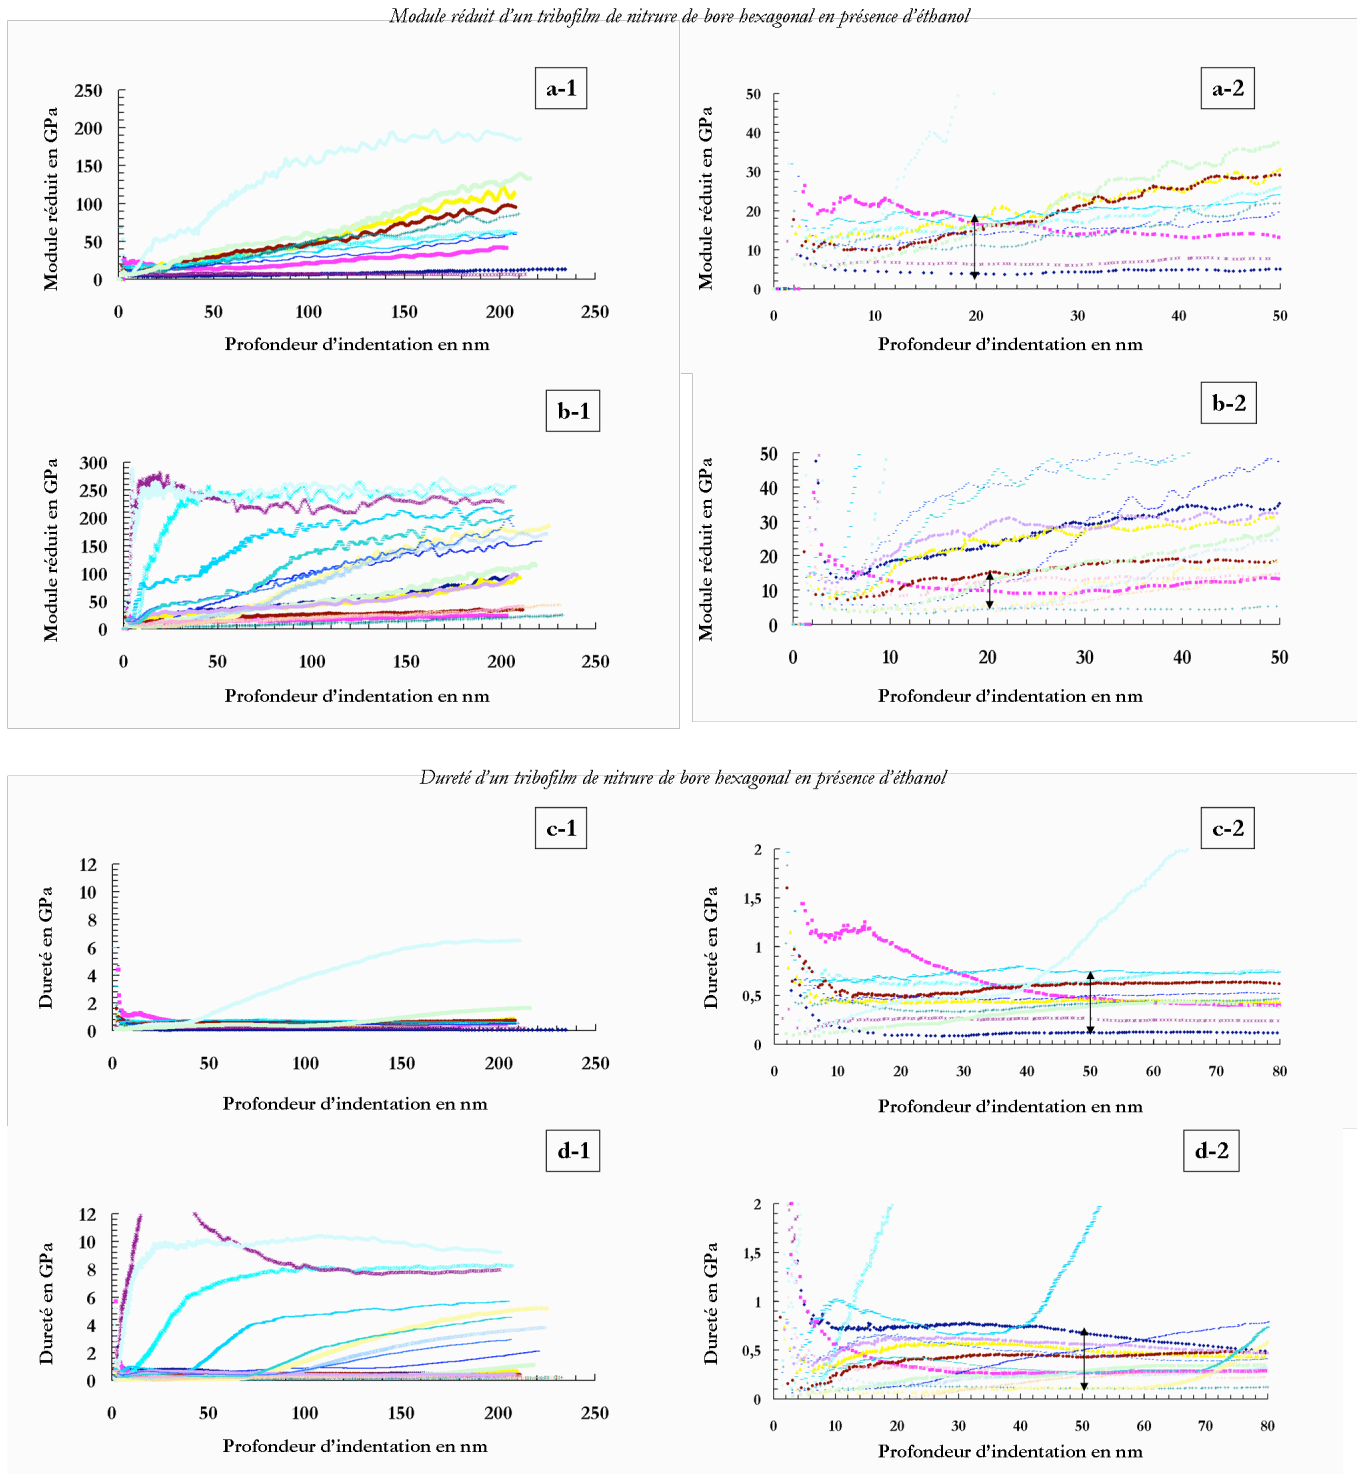 Module réduit d'un tribofilm de nitrure de bore hexagonal en présence d'éthanol
a-1
Module réduit en GPa
250
200
150
100
50
0
0 50 100 150 200 250
Profondeur d'indentation en nm
a-2
Module réduit en GPa
50
40
30
20
10
0
0 10 20 30 40 50
Profondeur d'indentation en nm
b-1
Module réduit en GPa
300
250
200
150
100
50
0
0 50 100 150 200 250
Profondeur d'indentation en nm
b-2
Module réduit en GPa
50
40
30
20
10
0
0 10 20 30 40 50
Profondeur d'indentation en nm
Dureté d'un tribofilm de nitrure de bore hexagonal en présence d'éthanol
c-1
Dureté en GPa
12
10
8
6
4
2
0
0 50 100 150 200 250
Profondeur d'indentation en nm
c-2
Dureté en GPa
2
1,5
1
0,5
0
0 10 20 30 40 50 60 70 80
Profondeur d'indentation en nm
d-1
Dureté en GPa
12
10
8
6
4
2
0
0 50 100 150 200 250
Profondeur d'indentation en nm
d-2
Dureté en GPa
2
1,5
1
0,5
0
0 10 20 30 40 50 60 70 80
Profondeur d'indentation en nm